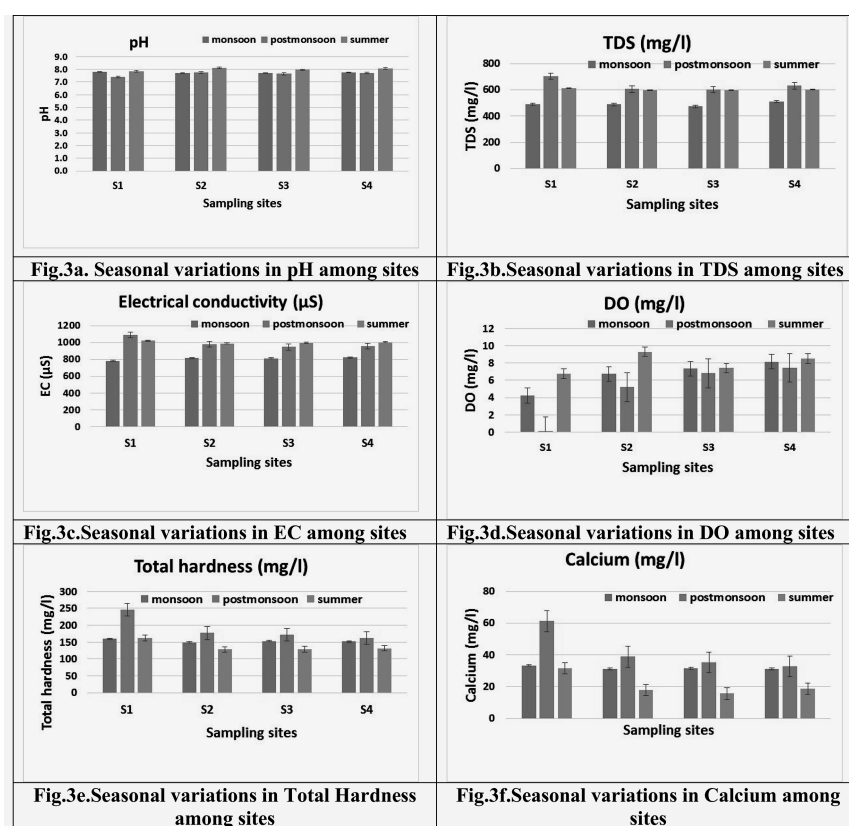 pH
monsoon postmonsoon summer
9.0
8.0
7.0
6.0
5.0
4.0
3.0
2.0
1.0
0.0
pH
S1 S2 S3 S4
Sampling sites
Fig.3a. Seasonal variations in pH among sites
TDS (mg/l)
monsoon postmonsoon summer
800
600
400
200
0
TDS (mg/l)
S1 S2 S3 S4
Sampling sites
Fig.3b.Seasonal variations in TDS among sites
Electrical conductivity (µS)
monsoon postmonsoon summer
1200
1000
800
600
400
200
0
EC (µS)
S1 S2 S3 S4
Sampling sites
Fig.3c.Seasonal variations in EC among sites
DO (mg/l)
monsoon postmonsoon summer
12
10
8
6
4
2
0
DO (mg/l)
S1 S2 S3 S4
Sampling sites
Fig.3d.Seasonal variations in DO among sites
Total hardness (mg/l)
monsoon postmonsoon summer
300
250
200
150
100
50
0
Total hardness (mg/l)
S1 S2 S3 S4
Sampling sites
Fig.3e.Seasonal variations in Total Hardness
among sites
Calcium (mg/l)
monsoon postmonsoon summer
80
60
40
20
0
Calcium (mg/l)
Sampling sites
Fig.3f.Seasonal variations in Calcium among
sites